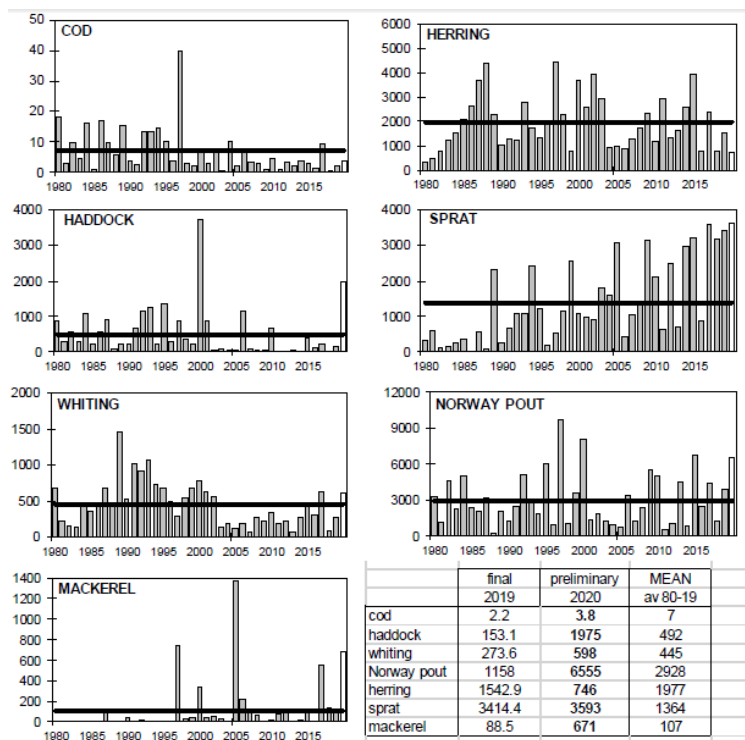 COD
50
40
30
20
10
0
1980 1985 1990 1995 2000 2005 2010 2015
HERRING
6000
5000
4000
3000
2000
1000
0
1980 1985 1990 1995 2000 2005 2010 2015
HADDOCK
4000
3000
2000
1000
0
1980 1985 1990 1995 2000 2005 2010 2015
SPRAT
4000
3000
2000
1000
0
1980 1985 1990 1995 2000 2005 2010 2015
WHITING
2000
1500
1000
500
0
1980 1985 1990 1995 2000 2005 2010 2015
NORWAY POUT
12000
9000
6000
3000
0
1980 1985 1990 1995 2000 2005 2010 2015
MACKEREL
1400
1200
1000
800
600
400
200
0
1980 1985 1990 1995 2000 2005 2010 2015
final preliminary MEAN
2019 2020 av 80-19
cod 2.2 3.8 7
haddock 153.1 1975 492
whiting 273.6 598 445
Norway pout 1158 6555 2928
herring 1542.9 746 1977
sprat 3414.4 3593 1364
mackerel 88.5 671 107